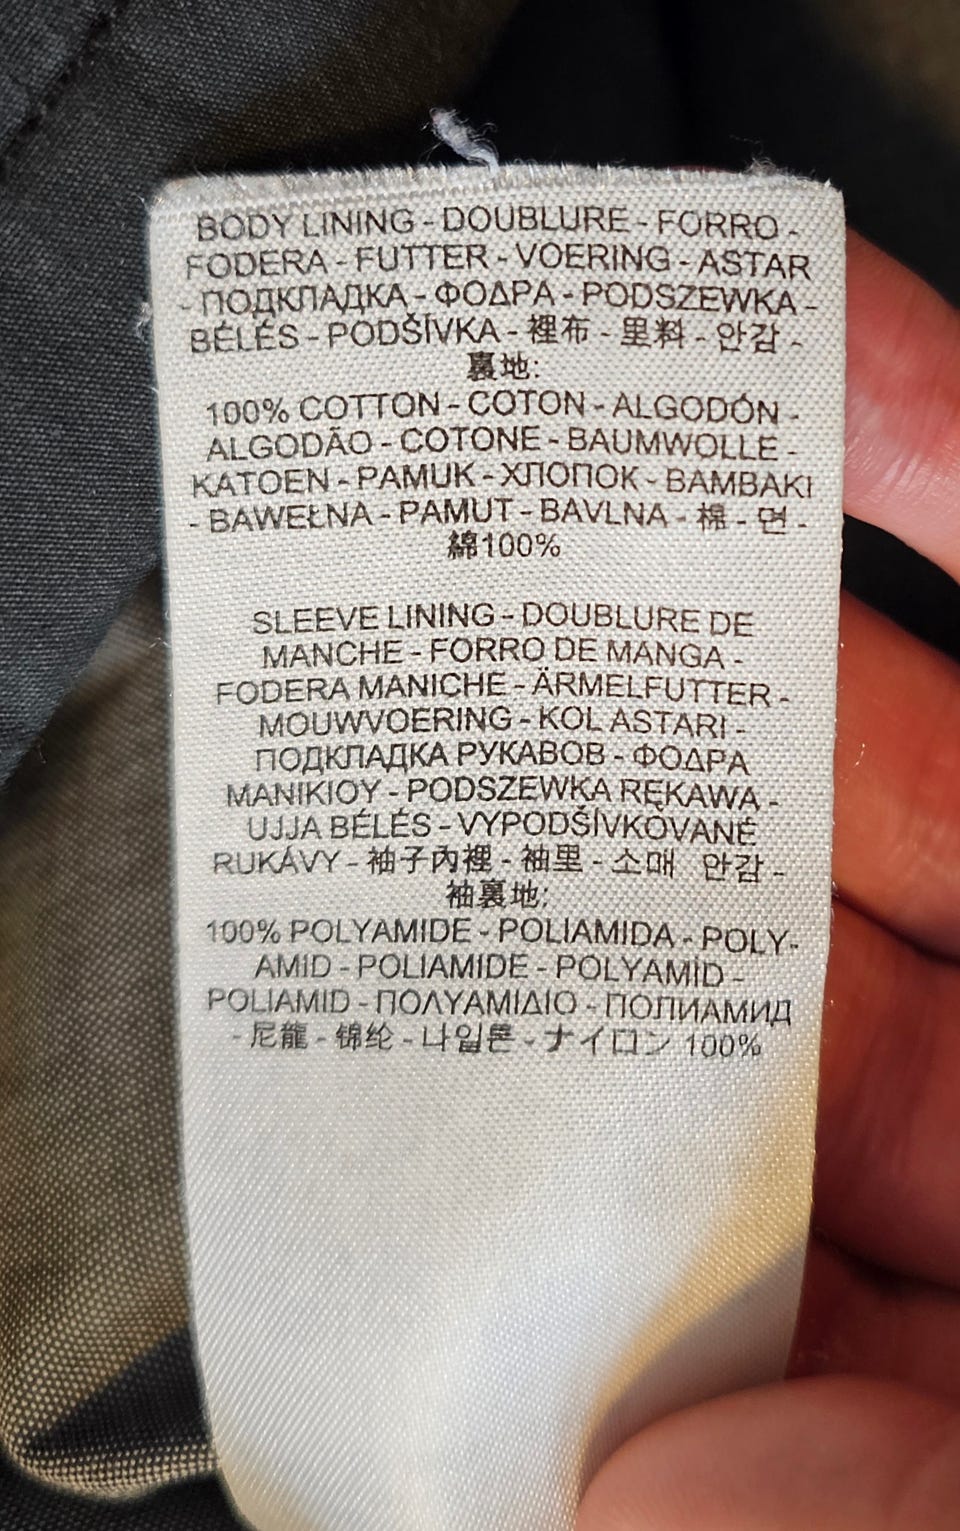 BODY LINING - DOUBLURE - FORRO -
FODERA - FUTTER - VOERING - ASTAR
- ПОДКЛАДКА - ΦΟΔΡΑ - PODSZEWKA -
BÉLÉS - PODŠÍVKA - 裡布 - 里料 - 안감 -
裏地:
100% COTTON - COTON - ALGODÓN -
ALGODÃO - COTONE - BAUMWOLLE -
KATOEN - PAMUK - ХЛОПОК - BAMBAKI
- BAWEŁNA - PAMUT - BAVLNA - 棉 - 면 -
綿100%
SLEEVE LINING - DOUBLURE DE
MANCHE - FORRO DE MANGA -
FODERA MANICHE - ÄRMELFUTTER -
MOUWVOERING - KOL ASTARI -
ПОДКЛАДКА РУКАВОВ - ΦΟΔΡΑ
MANIKIOY - PODSZEWKA RĘKAWA -
UJJA BÉLÉS - VYPODŠÍVKOVANÉ
RUKÁVY - 袖子內裡 - 袖里 - 소매 안감 -
袖裏地:
100% POLYAMIDE - POLIAMIDA - POLY-
AMID - POLIAMIDE - POLYAMİD -
POLIAMID - ΠΟΛΥΑΜΙΔΙΟ - ПОЛИАМИД
- 尼龍 - 锦纶 - 나일론 - ナイロン 100%